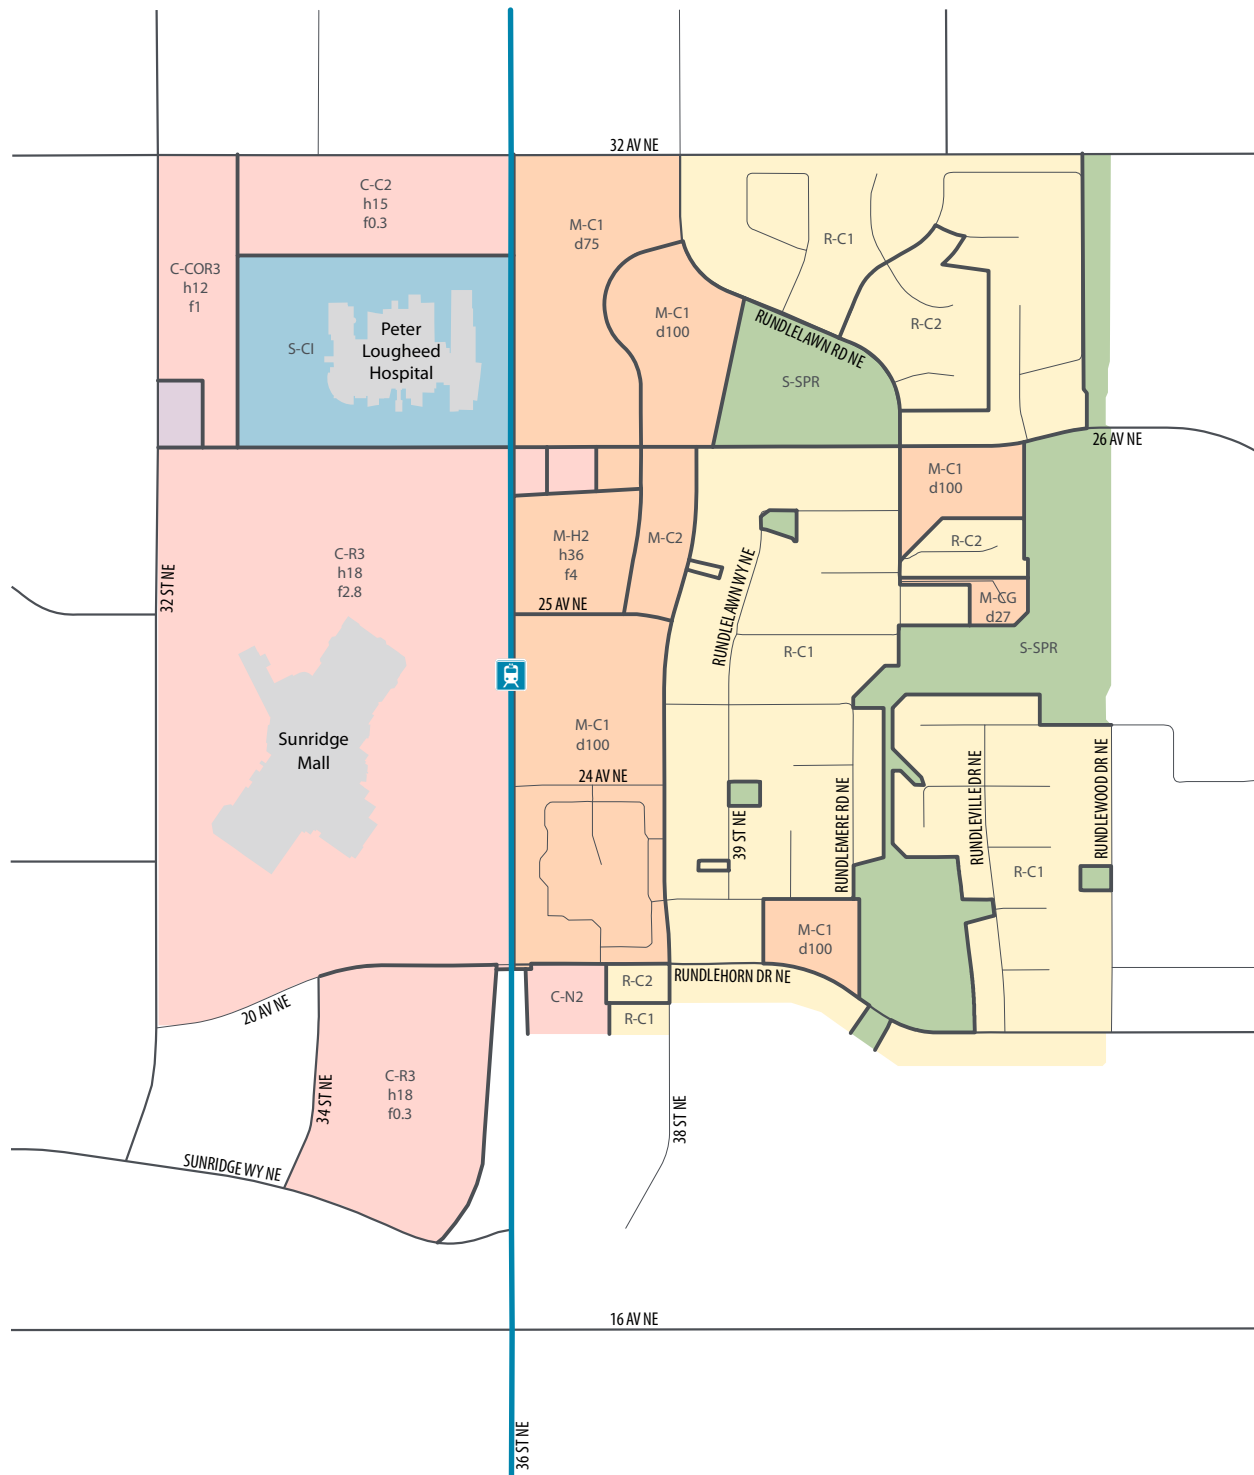 32 AV NE
C-C2
h15
f0.3
M-C1
d75
R-C1
C-COR3
h12
f1
M-C1
d100
RUNDLELAWN RD NE
R-C2
S-CI
Peter
Lougheed
Hospital
S-SPR
26 AV NE
M-C1
d100
M-H2
h36
f4
M-C2
R-C2
C-R3
h18
f2.8
32 ST NE
25 AV NE
RUNDLELAWN WY NE
M-CG
d27
R-C1
S-SPR
Sunridge
Mall
M-C1
d100
24 AV NE
39 ST NE
RUNDLEMERE RD NE
RUNDLEVILLE DR NE
RUNDLEWOOD DR NE
R-C1
M-C1
d100
RUNDLEHORN DR NE
R-C2
C-N2
R-C1
20 AV NE
34 ST NE
C-R3
h18
f0.3
38 ST NE
SUNRIDGE WY NE
16 AV NE
36 ST NE